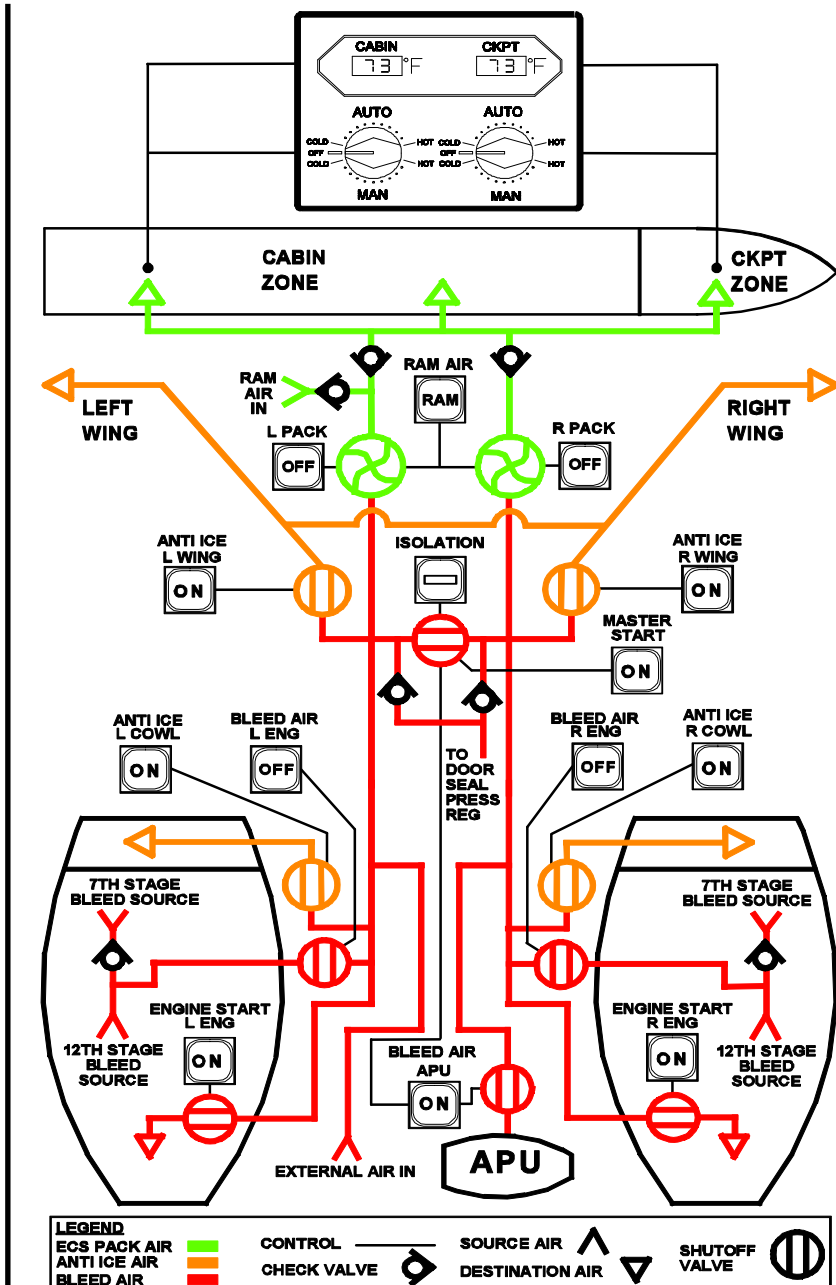 CABIN
CKPT
73 °F
73 °F
AUTO
AUTO
COLD
HOT
COLD
HOT
OFF
OFF
COLD
HOT
COLD
HOT
MAN
MAN
CABIN
ZONE
CKPT
ZONE
RAM
AIR
IN
RAM AIR
RAM
LEFT
WING
RIGHT
WING
L PACK
OFF
R PACK
OFF
ANTI ICE
L WING
ON
ISOLATION
ANTI ICE
R WING
ON
MASTER
START
ON
ANTI ICE
L COWL
ON
BLEED AIR
L ENG
OFF
TO
DOOR
SEAL
PRESS
REG
BLEED AIR
R ENG
OFF
ANTI ICE
R COWL
ON
7TH STAGE
BLEED SOURCE
7TH STAGE
BLEED SOURCE
ENGINE START
L ENG
ON
12TH STAGE
BLEED
SOURCE
BLEED AIR
APU
ON
ENGINE START
R ENG
ON
12TH STAGE
BLEED
SOURCE
EXTERNAL AIR IN
APU
LEGEND
ECS PACK AIR
ANTI ICE AIR
BLEED AIR
CONTROL
CHECK VALVE
SOURCE AIR
DESTINATION AIR
SHUTOFF
VALVE